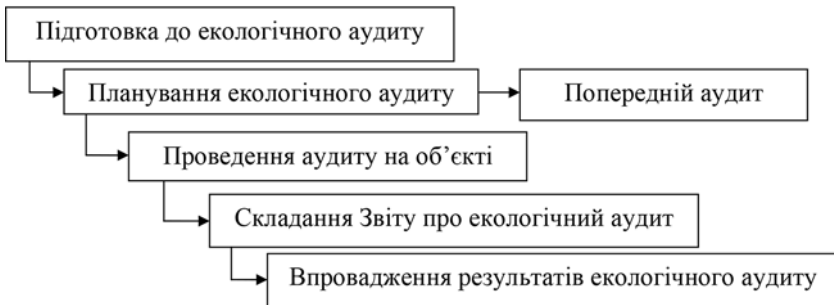 Підготовка до екологічного аудиту
Планування екологічного аудиту
Попередній аудит
Проведення аудиту на об’єкті
Складання Звіту про екологічний аудит
Впровадження результатів екологічного аудиту